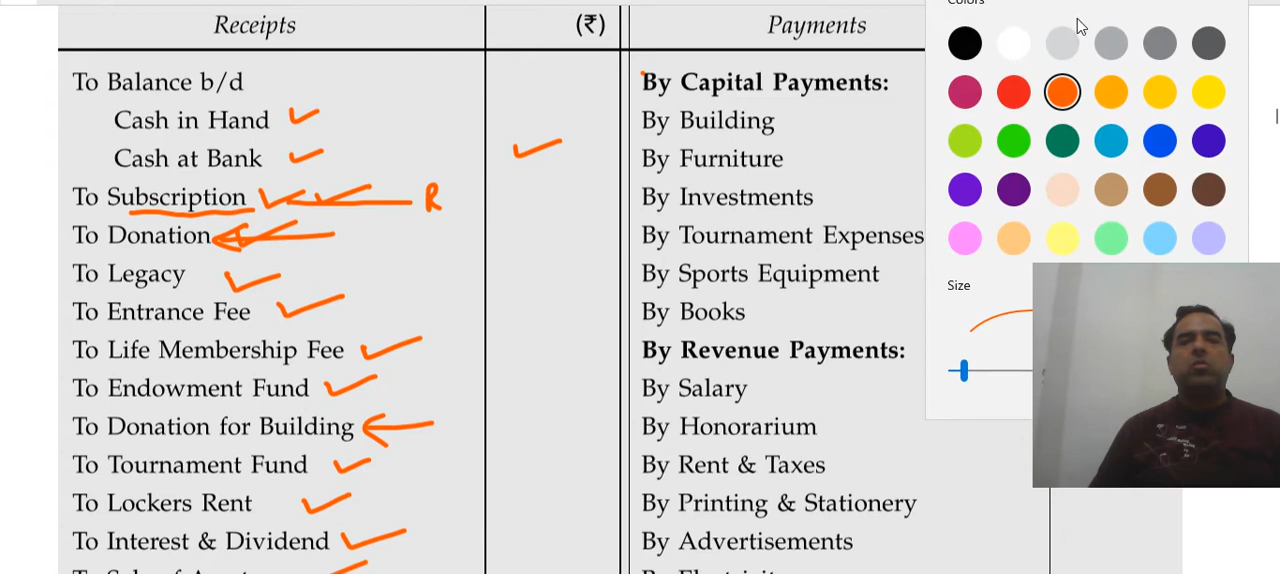 Colors
Receipts (₹) Payments
To Balance b/d By Capital Payments:
Cash in Hand By Building
Cash at Bank By Furniture
To Subscription R By Investments
To Donation By Tournament Expenses
To Legacy By Sports Equipment
To Entrance Fee By Books
To Life Membership Fee By Revenue Payments:
To Endowment Fund By Salary
To Donation for Building By Honorarium
To Tournament Fund By Rent & Taxes
To Lockers Rent By Printing & Stationery
To Interest & Dividend By Advertisements
Size